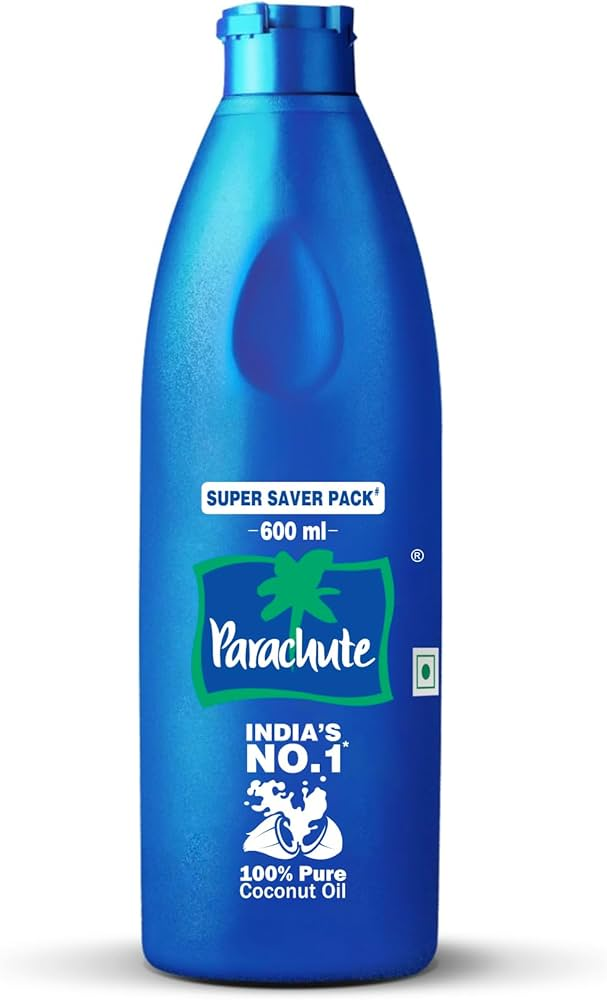 SUPER SAVER PACK#
-600 ml-
®
Parachute
INDIA'S
NO.1*
100% Pure
Coconut Oil